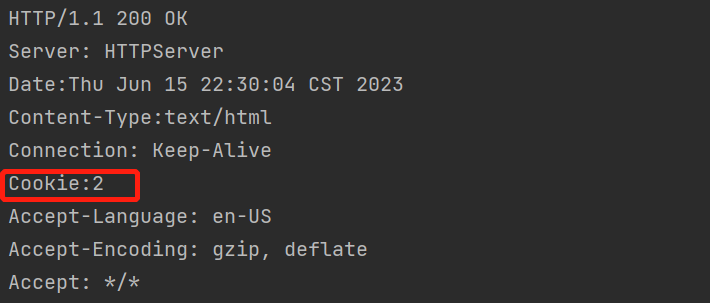 HTTP/1.1 200 OK
Server: HTTPServer
Date:Thu Jun 15 22:30:04 CST 2023
Content-Type:text/html
Connection: Keep-Alive
Cookie:2
Accept-Language: en-US
Accept-Encoding: gzip, deflate
Accept: */*